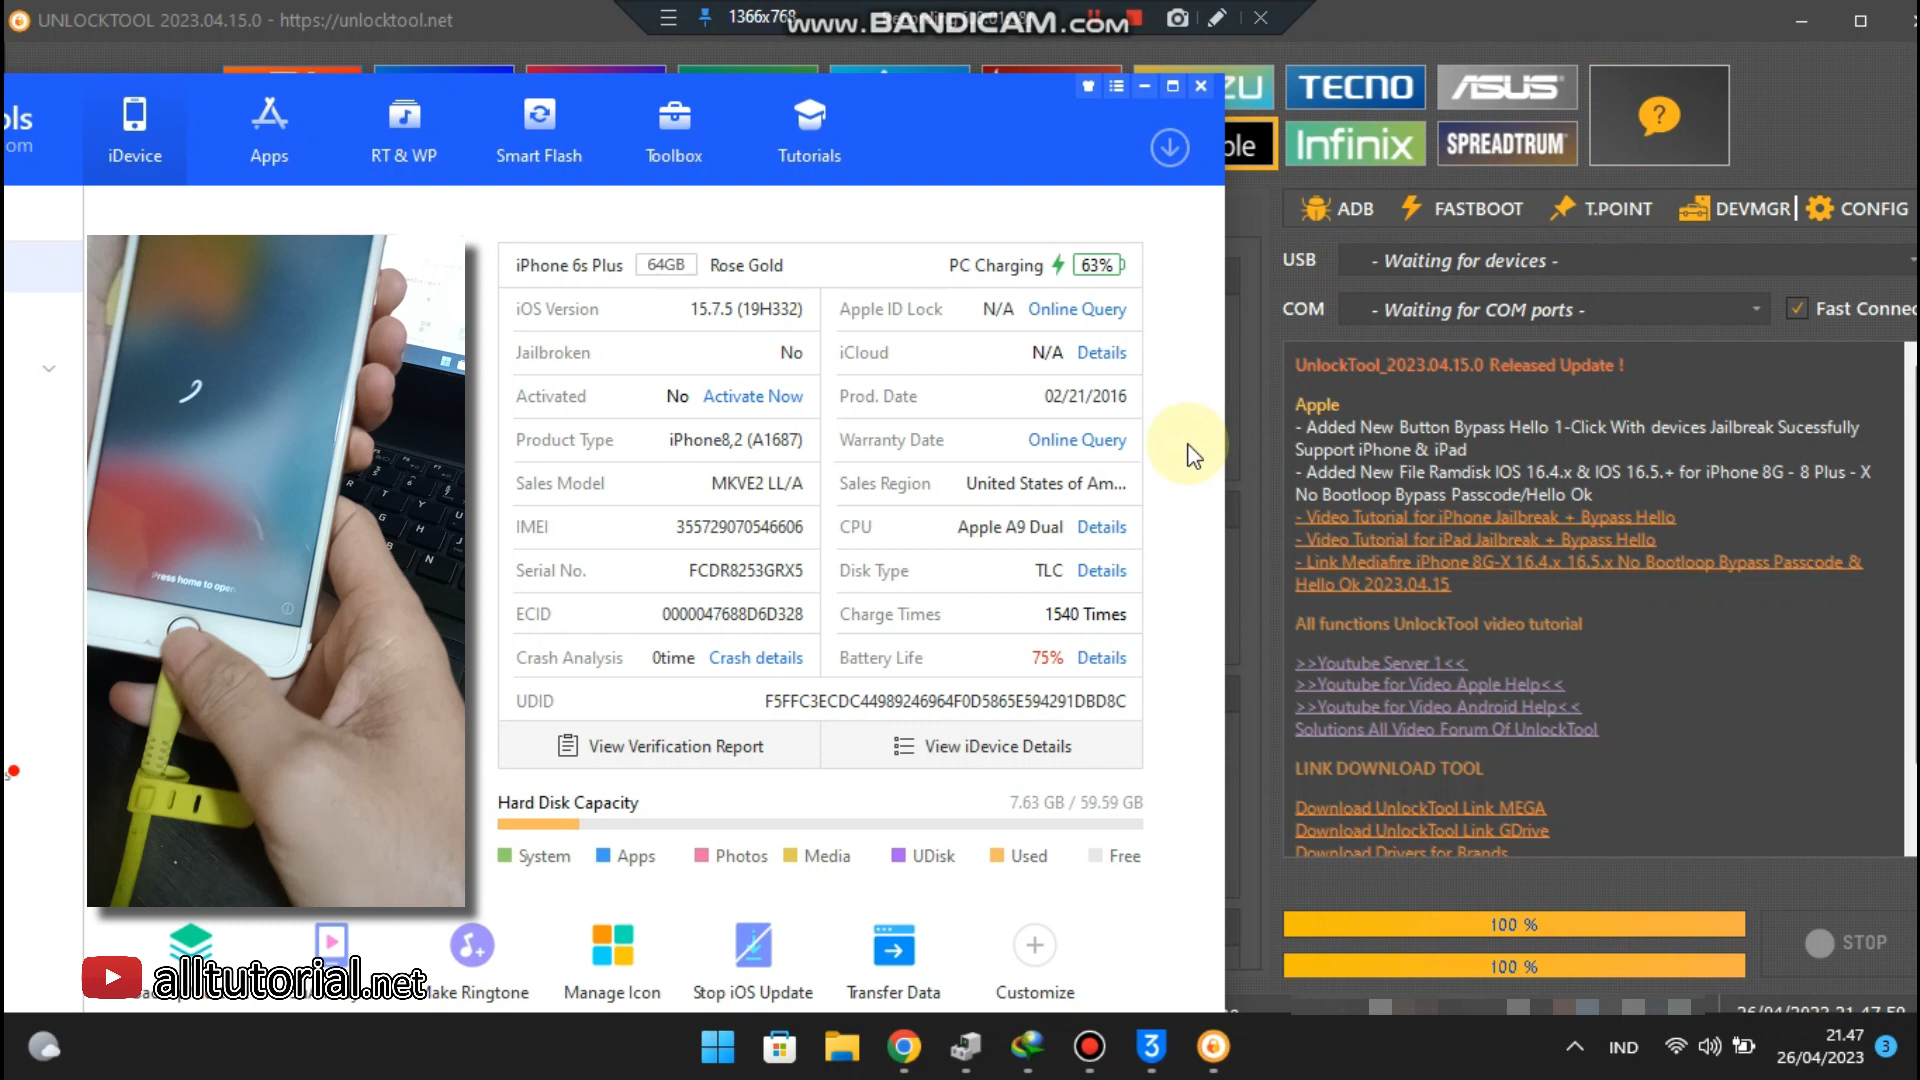 UNLOCKTOOL 2023.04.15.0 - https://unlocktool.net
1366x768
www.BANDICAM.com
ols
om
iDevice
Apps
RT & WP
Smart Flash
Toolbox
Tutorials
ZU
TECNO
ASUS
ple
Infinix
SPREADTRUM
?
ADB
FASTBOOT
T.POINT
DEVMGR
CONFIG
USB
- Waiting for devices -
COM
- Waiting for COM ports -
Fast Connec
iPhone 6s Plus 64GB Rose Gold PC Charging 63%
iOS Version 15.7.5 (19H332) Apple ID Lock N/A Online Query
Jailbroken No iCloud N/A Details
Activated No Activate Now Prod. Date 02/21/2016
Product Type iPhone8,2 (A1687) Warranty Date Online Query
Sales Model MKVE2 LL/A Sales Region United States of Am...
IMEI 355729070546606 CPU Apple A9 Dual Details
Serial No. FCDR8253GRX5 Disk Type TLC Details
ECID 0000047688D6D328 Charge Times 1540 Times
Crash Analysis 0time Crash details Battery Life 75% Details
UDID F5FFC3ECDC44989246964F0D5865E594291DBD8C
View Verification Report View iDevice Details
Hard Disk Capacity 7.63 GB / 59.59 GB
System Apps Photos Media UDisk Used Free
Press home to open
UnlockTool_2023.04.15.0 Released Update !
Apple
- Added New Button Bypass Hello 1-Click With devices Jailbreak Sucessfully
Support iPhone & iPad
- Added New File Ramdisk IOS 16.4.x & IOS 16.5.+ for iPhone 8G - 8 Plus - X
No Bootloop Bypass Passcode/Hello Ok
- Video Tutorial for iPhone Jailbreak + Bypass Hello
- Video Tutorial for iPad Jailbreak + Bypass Hello
- Link Mediafire iPhone 8G-X 16.4.x 16.5.x No Bootloop Bypass Passcode &
Hello Ok 2023.04.15
All functions UnlockTool video tutorial
>>Youtube Server 1<<
>>Youtube for Video Apple Help<<
>>Youtube for Video Android Help<<
Solutions All Video Forum Of UnlockTool
LINK DOWNLOAD TOOL
Download UnlockTool Link MEGA
Download UnlockTool Link GDrive
Download Drivers for Brands
100 %
100 %
STOP
alltutorial.net
Make Ringtone
Manage Icon
Stop iOS Update
Transfer Data
Customize
26/04/2023 21.47.59
3
IND
21.47
26/04/2023
3